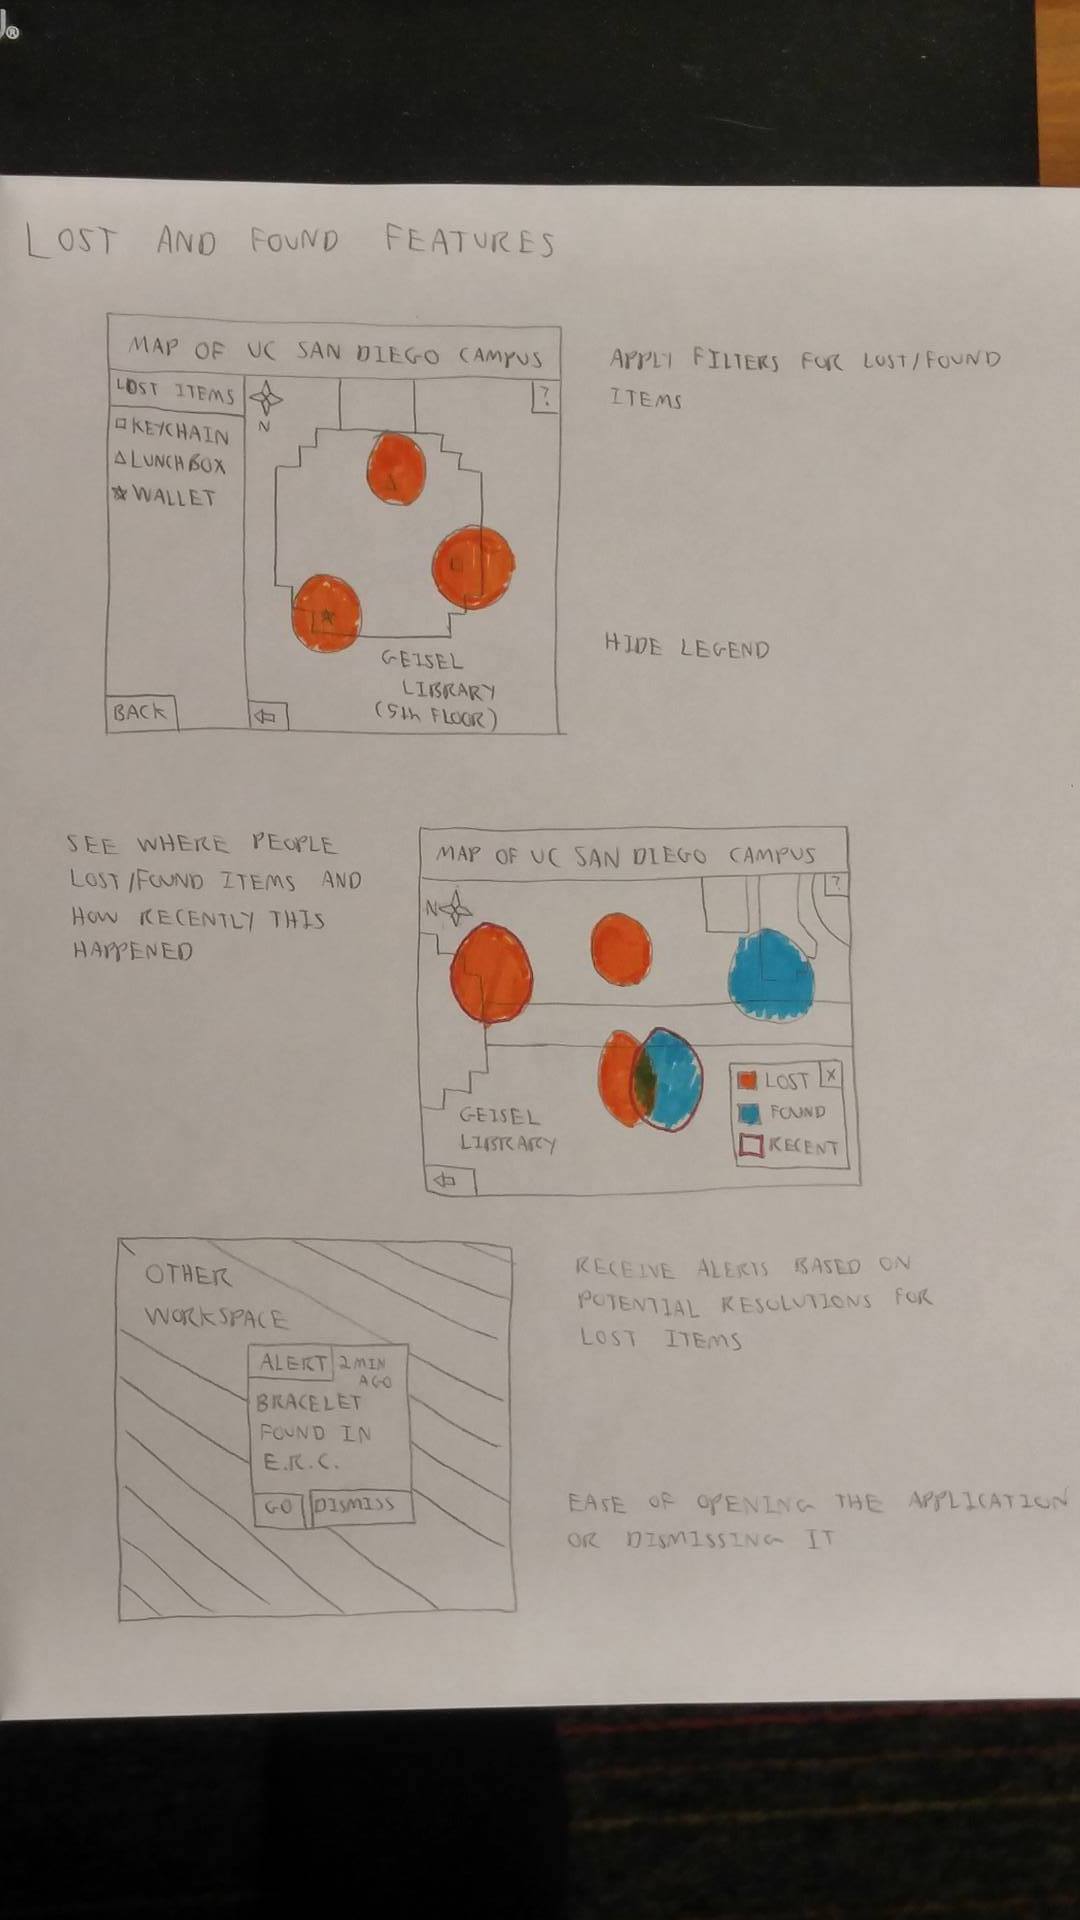 LOST AND FOUND FEATURES
MAP OF UC SAN DIEGO CAMPUS
LOST ITEMS
KEYCHAIN
LUNCHBOX
WALLET
BACK
N
?
GEISEL
LIBRARY
(5th FLOOR)
APPLY FILTERS FOR LOST/FOUND
ITEMS
HIDE LEGEND
SEE WHERE PEOPLE
LOST/FOUND ITEMS AND
HOW RECENTLY THIS
HAPPENED
MAP OF UC SAN DIEGO CAMPUS
N
?
GEISEL
LIBRARY
LOST X
FOUND
RECENT
OTHER
WORKSPACE
ALERT 2 MIN
AGO
BRACELET
FOUND IN
E.R.C.
GO DISMISS
RECEIVE ALERTS BASED ON
POTENTIAL RESOLUTIONS FOR
LOST ITEMS
EASE OF OPENING THE APPLICATION
OR DISMISSING IT